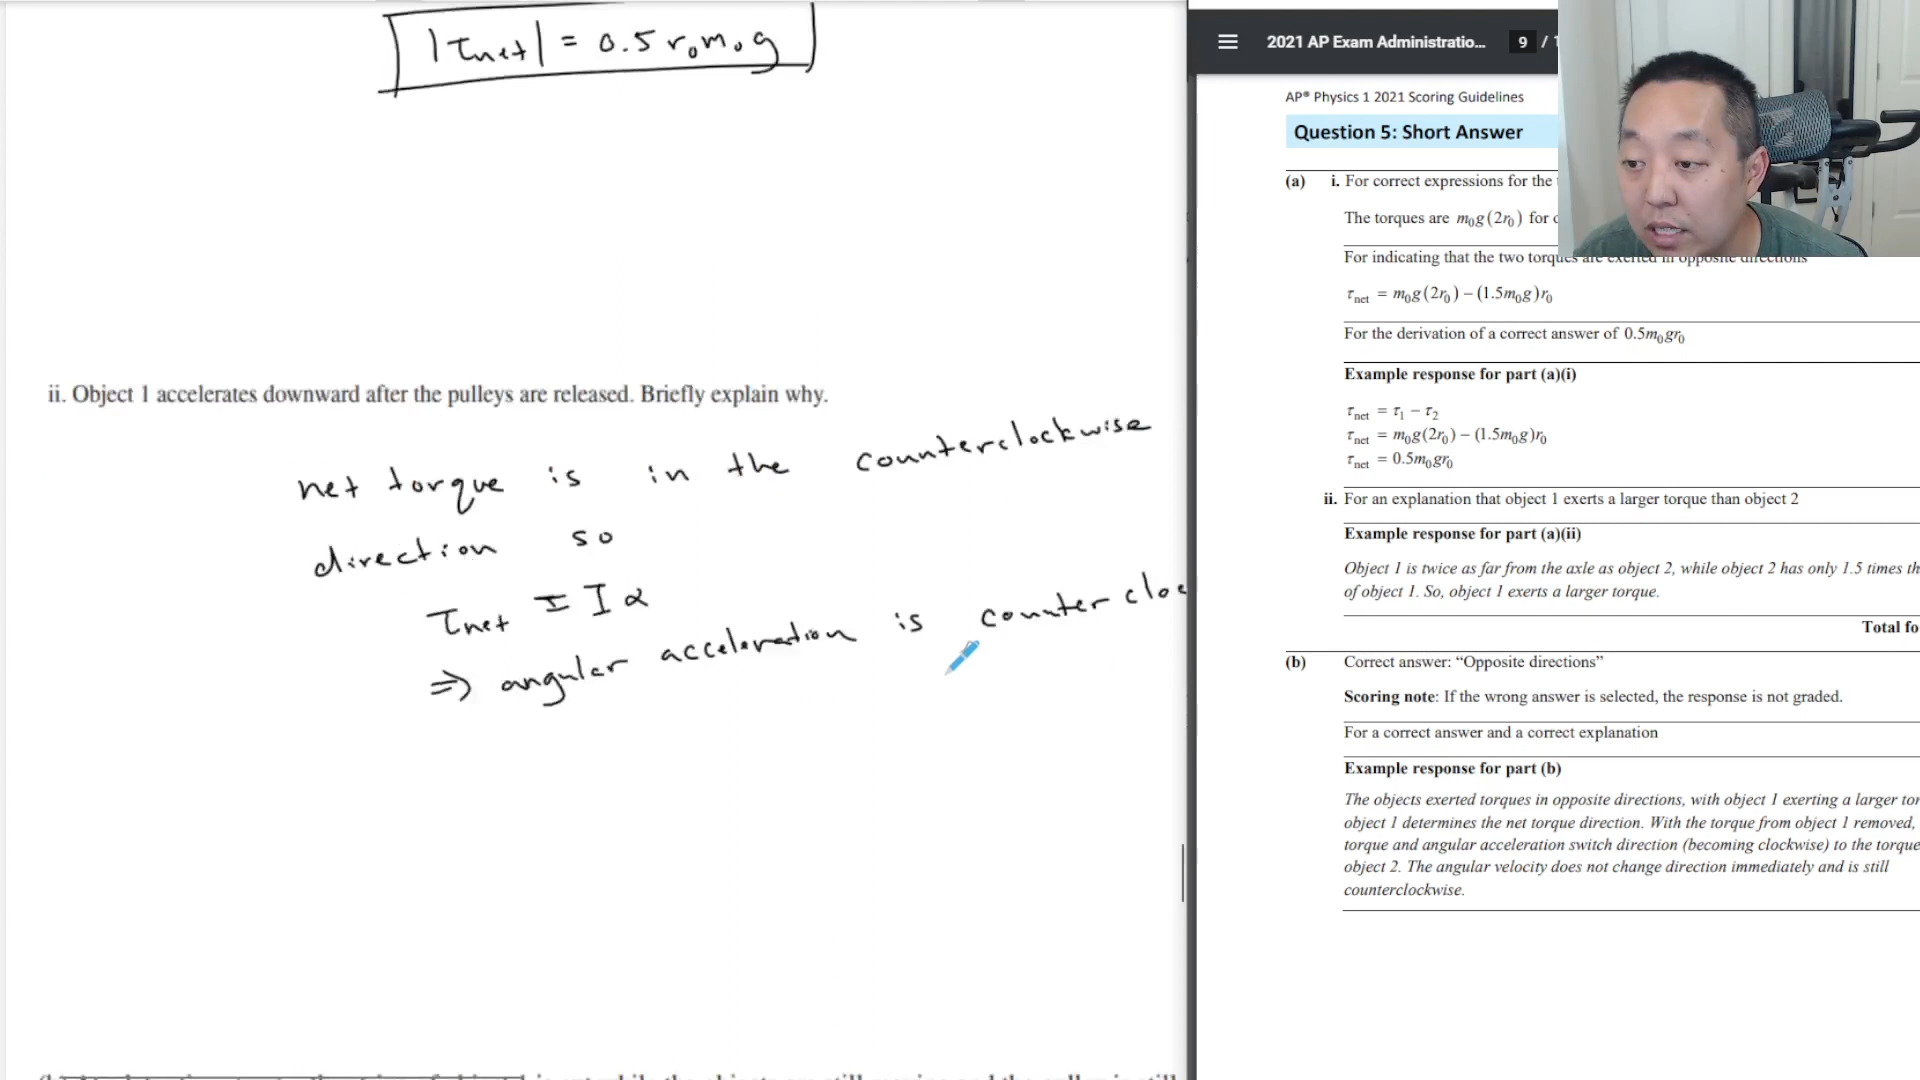 |τnet| = 0.5 r₀m₀g
ii. Object 1 accelerates downward after the pulleys are released. Briefly explain why.
net torque is in the counterclockwise
direction so
τnet = I α
⇒ angular acceleration is counter cloc
2021 AP Exam Administratio... 9 / 1
AP® Physics 1 2021 Scoring Guidelines
Question 5: Short Answer
(a) i. For correct expressions for the
The torques are m₀g(2r₀) for
For indicating that the two torques are exerted in opposite directions
τnet = m₀g(2r₀) − (1.5m₀g)r₀
For the derivation of a correct answer of 0.5m₀gr₀
Example response for part (a)(i)
τnet = τ₁ − τ₂
τnet = m₀g(2r₀) − (1.5m₀g)r₀
τnet = 0.5m₀gr₀
ii. For an explanation that object 1 exerts a larger torque than object 2
Example response for part (a)(ii)
Object 1 is twice as far from the axle as object 2, while object 2 has only 1.5 times th
of object 1. So, object 1 exerts a larger torque.
Total fo
(b) Correct answer: “Opposite directions”
Scoring note: If the wrong answer is selected, the response is not graded.
For a correct answer and a correct explanation
Example response for part (b)
The objects exerted torques in opposite directions, with object 1 exerting a larger tor
object 1 determines the net torque direction. With the torque from object 1 removed,
torque and angular acceleration switch direction (becoming clockwise) to the torque
object 2. The angular velocity does not change direction immediately and is still
counterclockwise.